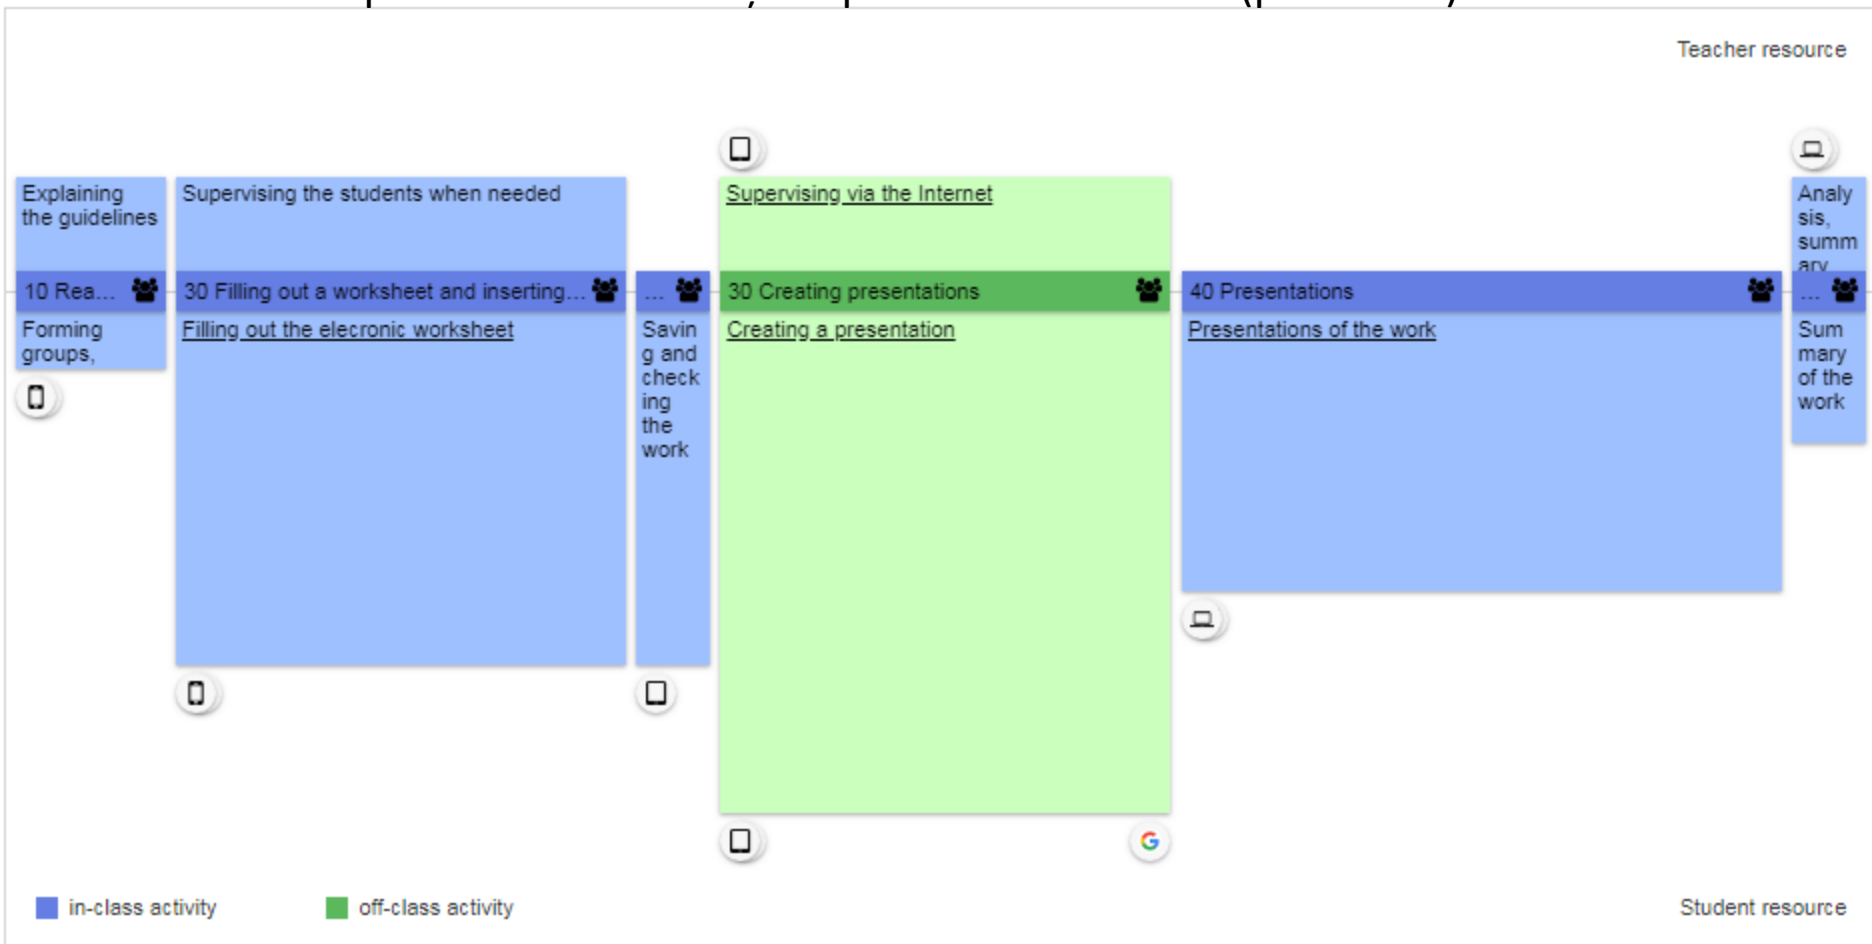 Teacher resource
Explaining
the guidelines
10 Rea...
Forming
groups,
Supervising the students when needed
30 Filling out a worksheet and inserting...
Filling out the elecronic worksheet
...
Savin
g and
check
ing
the
work
Supervising via the Internet
30 Creating presentations
Creating a presentation
40 Presentations
Presentations of the work
Analy
sis,
summ
ary
...
Sum
mary
of the
work
in-class activity
off-class activity
Student resource